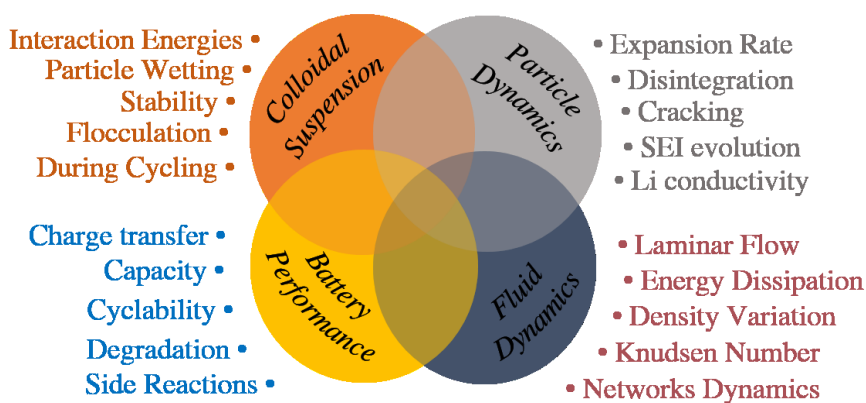 Interaction Energies •
Particle Wetting •
Stability •
Flocculation •
During Cycling •
Colloidal
Suspension
Particle
Dynamics
• Expansion Rate
• Disintegration
• Cracking
• SEI evolution
• Li conductivity
Charge transfer •
Capacity •
Cyclability •
Degradation •
Side Reactions •
Battery
Performance
Fluid
Dynamics
• Laminar Flow
• Energy Dissipation
• Density Variation
• Knudsen Number
• Networks Dynamics